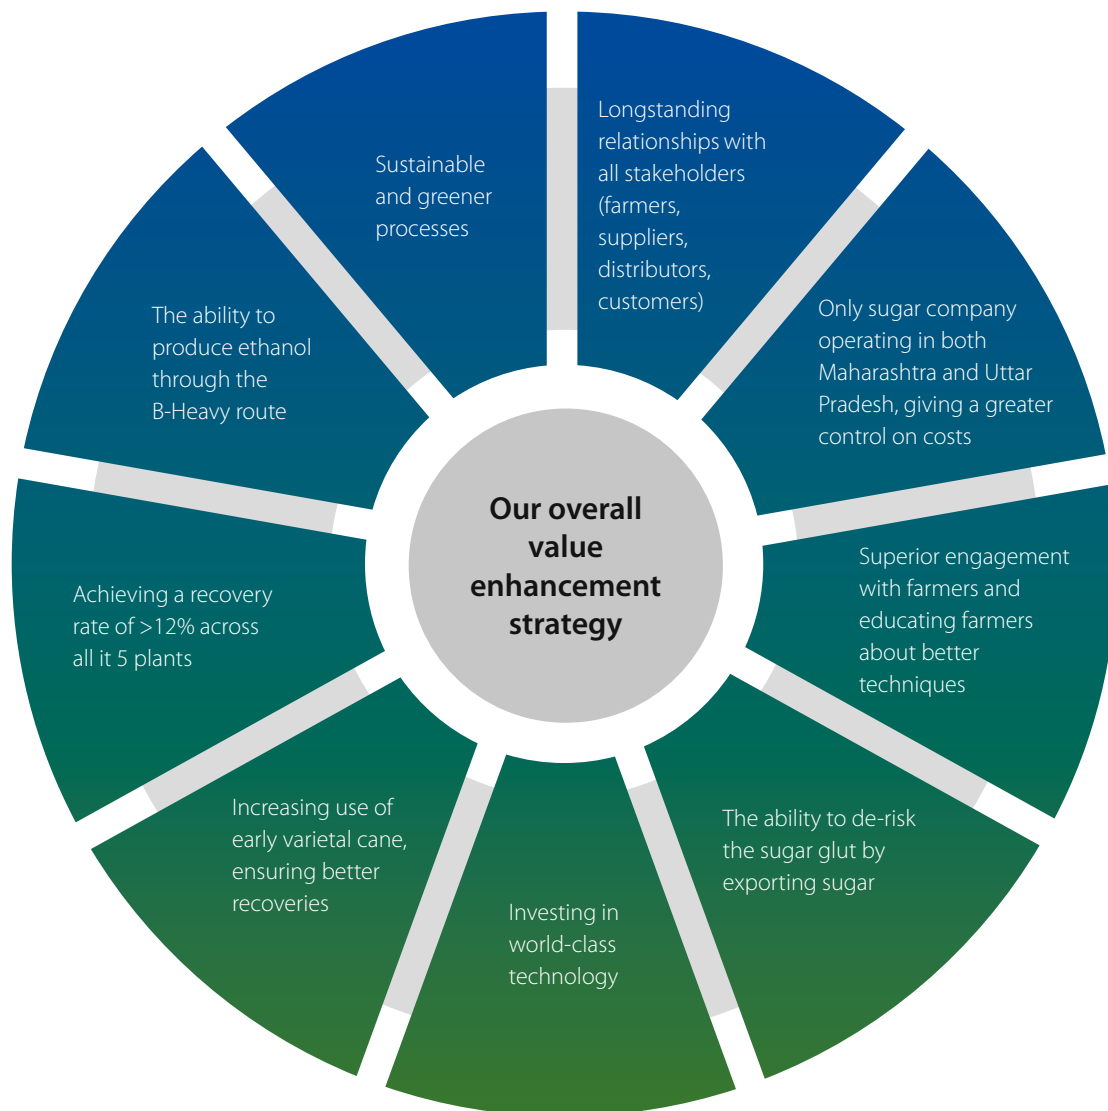 Longstanding
relationships with
all stakeholders
(farmers,
suppliers,
distributors,
customers)
Only sugar company
operating in both
Maharashtra and Uttar
Pradesh, giving a greater
control on costs
Superior engagement
with farmers and
educating farmers
about better
techniques
The ability to de-risk
the sugar glut by
exporting sugar
Investing in
world-class
technology
Increasing use of
early varietal cane,
ensuring better
recoveries
Achieving a recovery
rate of >12% across
all it 5 plants
The ability to
produce ethanol
through the
B-Heavy route
Sustainable
and greener
processes
Our overall
value
enhancement
strategy